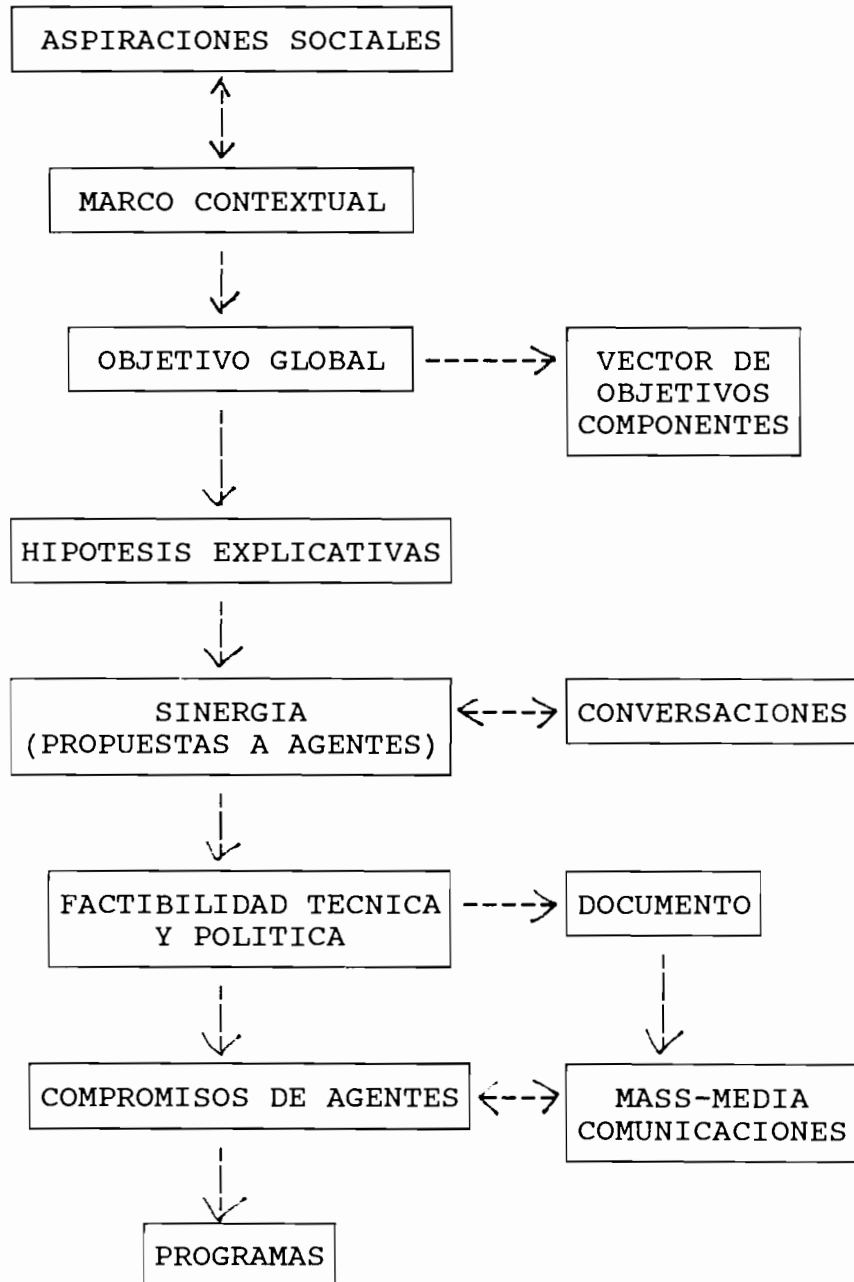 ASPIRACIONES SOCIALES
MARCO CONTEXTUAL
OBJETIVO GLOBAL
VECTOR DE
OBJETIVOS
COMPONENTES
HIPOTESIS EXPLICATIVAS
SINERGIA
(PROPUESTAS A AGENTES)
CONVERSACIONES
FACTIBILIDAD TECNICA
Y POLITICA
DOCUMENTO
COMPROMISOS DE AGENTES
MASS-MEDIA
COMUNICACIONES
PROGRAMAS